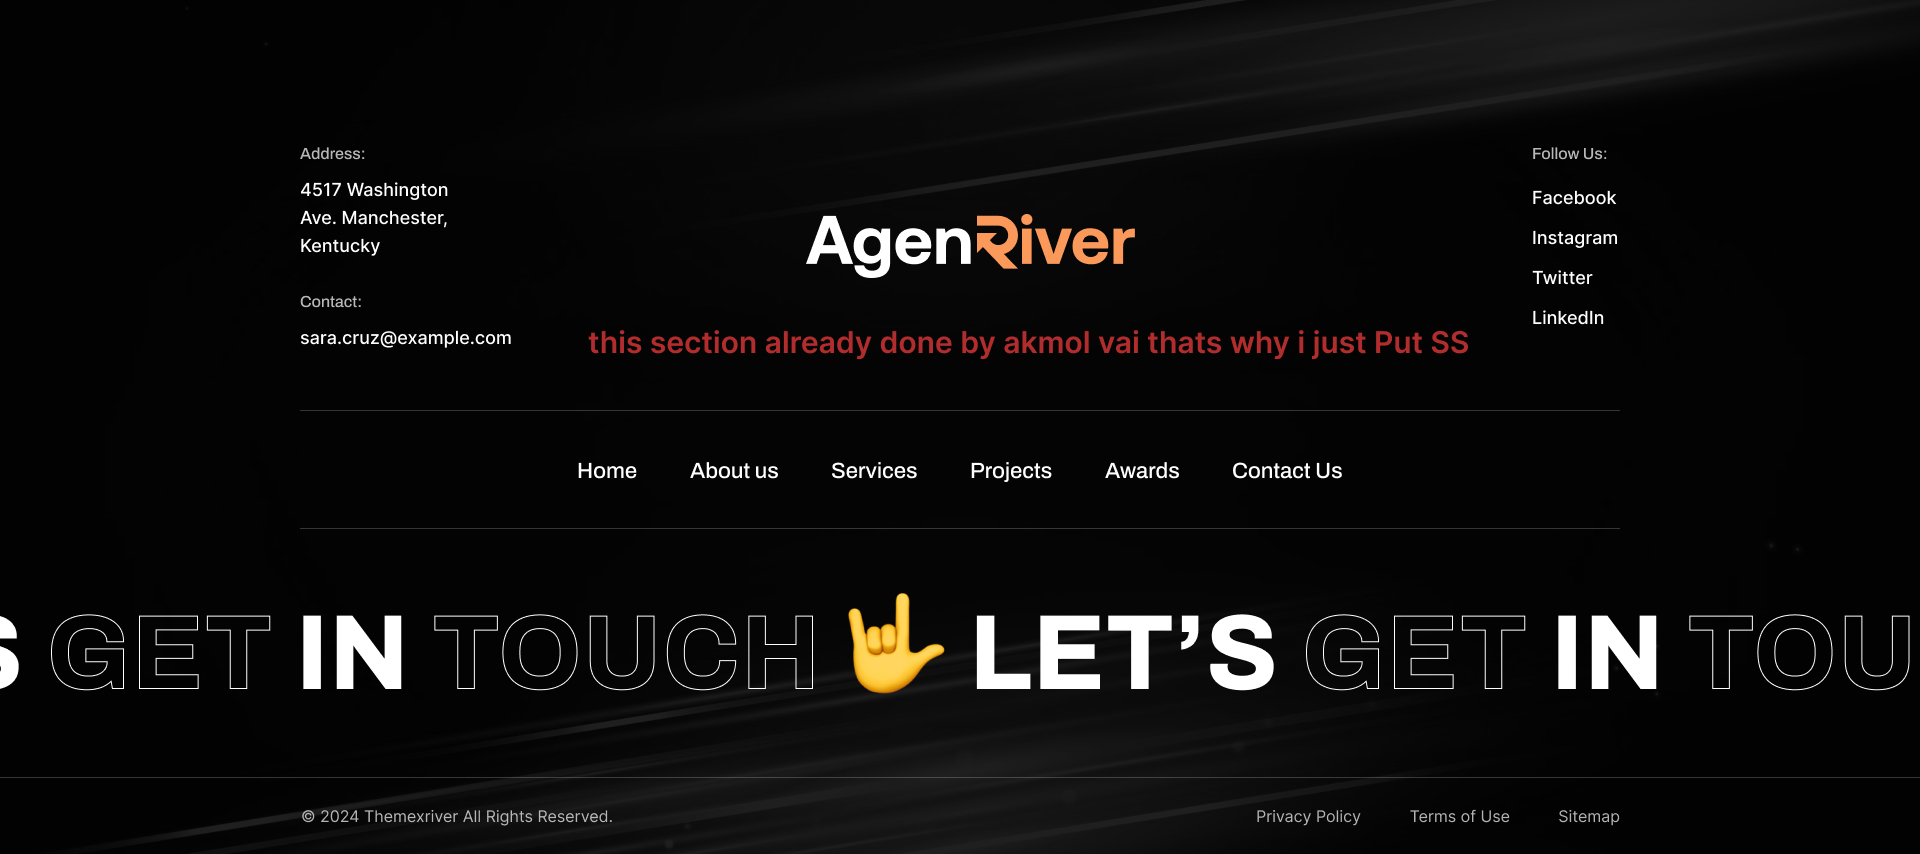 Address:
4517 Washington
Ave. Manchester,
Kentucky
Contact:
sara.cruz@example.com
AgenRiver
this section already done by akmol vai thats why i just Put SS
Follow Us:
Facebook
Instagram
Twitter
LinkedIn
Home About us Services Projects Awards Contact Us
S GET IN TOUCH 🤟 LET’S GET IN TOU
© 2024 Themexriver All Rights Reserved.
Privacy Policy Terms of Use Sitemap